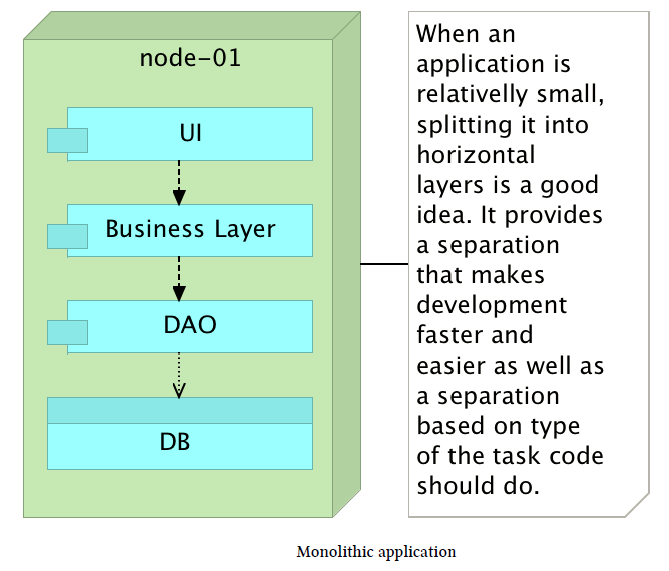 node-01
UI
Business Layer
DAO
DB
When an
application is
relativelly small,
splitting it into
horizontal
layers is a good
idea. It provides
a separation
that makes
development
faster and
easier as well as
a separation
based on type
of the task code
should do.
Monolithic application